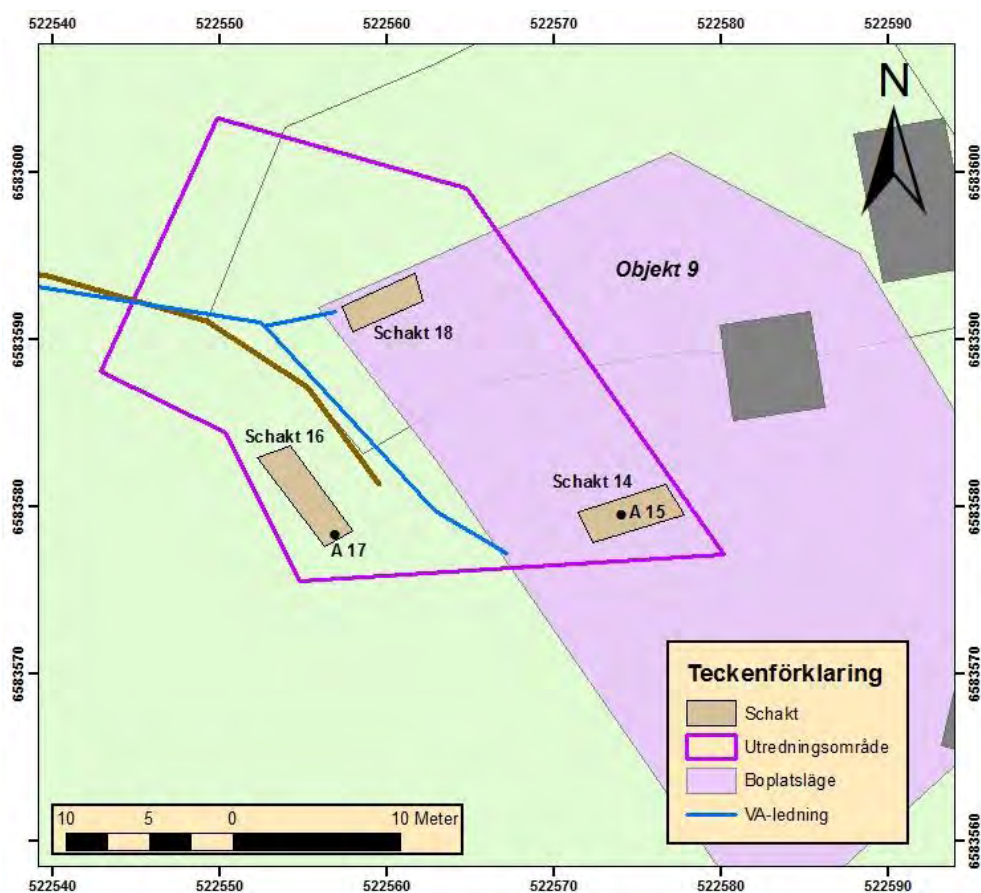 522540 522550 522560 522570 522580 522590
N
6583600 6583600
Objekt 9
6583590 6583590
Schakt 18
Schakt 16
Schakt 14
6583580 6583580
A 15
A 17
6583570 6583570
Teckenförklaring
Schakt
Utredningsområde
Boplatsläge
VA-ledning
10 5 0 10 Meter
6583560 6583560
522540 522550 522560 522570 522580 522590